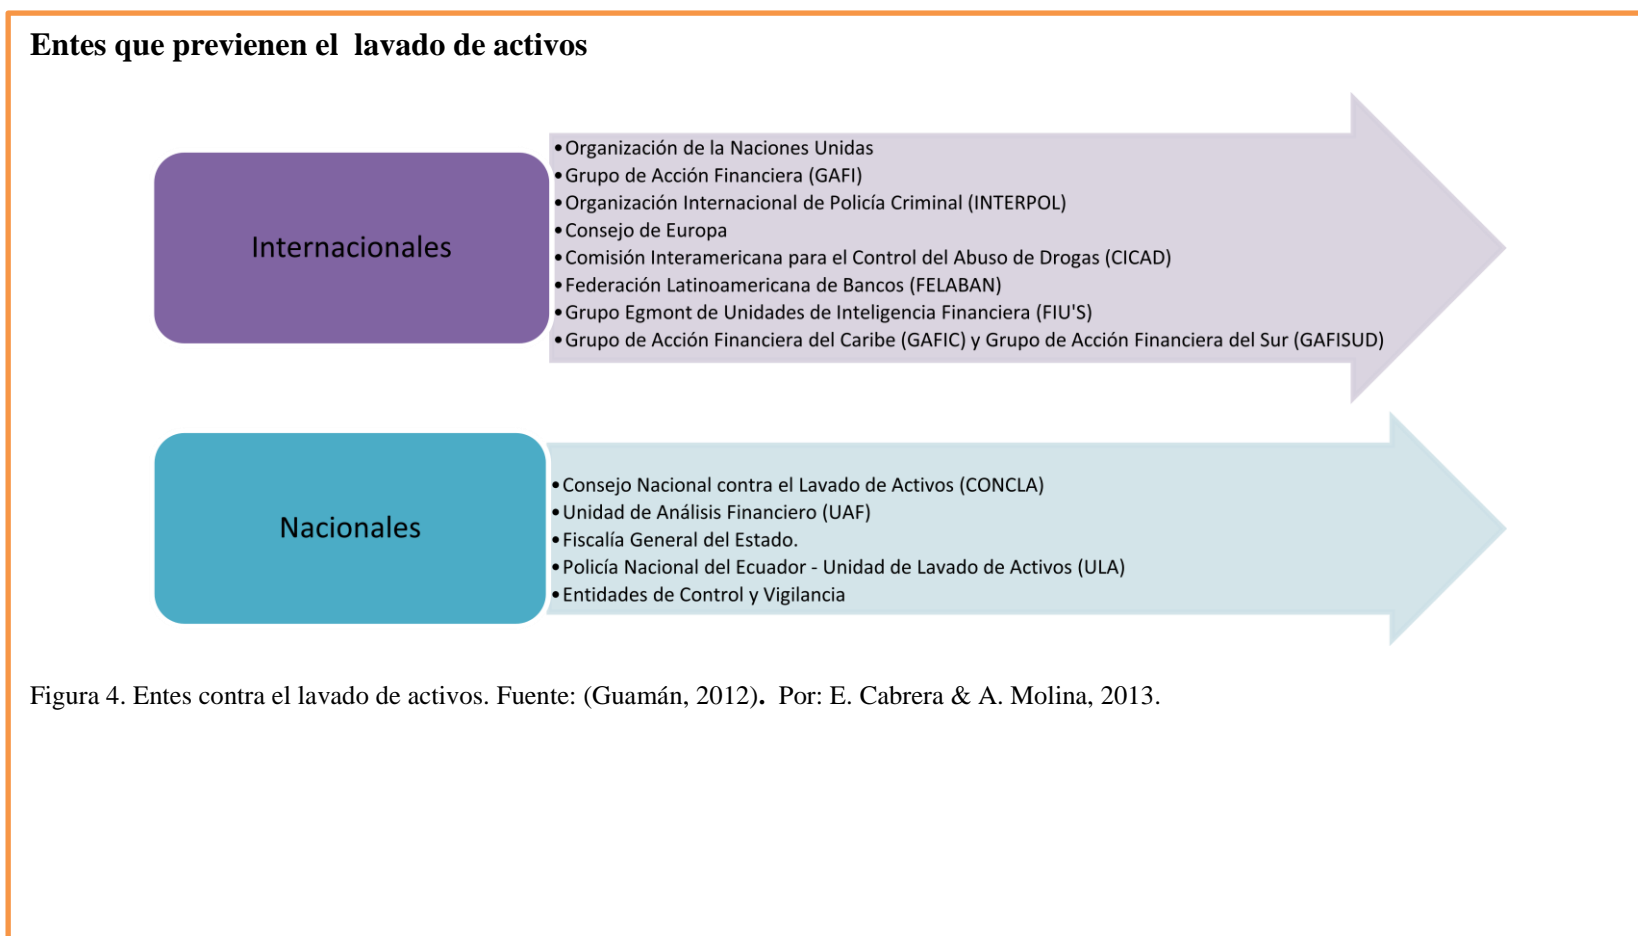 Entes que previenen el  lavado de activos
Internacionales
•Organización de la Naciones Unidas
•Grupo de Acción Financiera (GAFI)
•Organización Internacional de Policía Criminal (INTERPOL)
•Consejo de Europa
•Comisión Interamericana para el Control del Abuso de Drogas (CICAD)
•Federación Latinoamericana de Bancos (FELABAN)
•Grupo Egmont de Unidades de Inteligencia Financiera (FIU'S)
•Grupo de Acción Financiera del Caribe (GAFIC) y Grupo de Acción Financiera del Sur (GAFISUD)
Nacionales
•Consejo Nacional contra el Lavado de Activos (CONCLA)
•Unidad de Análisis Financiero (UAF)
•Fiscalía General del Estado.
•Policía Nacional del Ecuador - Unidad de Lavado de Activos (ULA)
•Entidades de Control y Vigilancia
Figura 4. Entes contra el lavado de activos. Fuente: (Guamán, 2012).  Por: E. Cabrera & A. Molina, 2013.